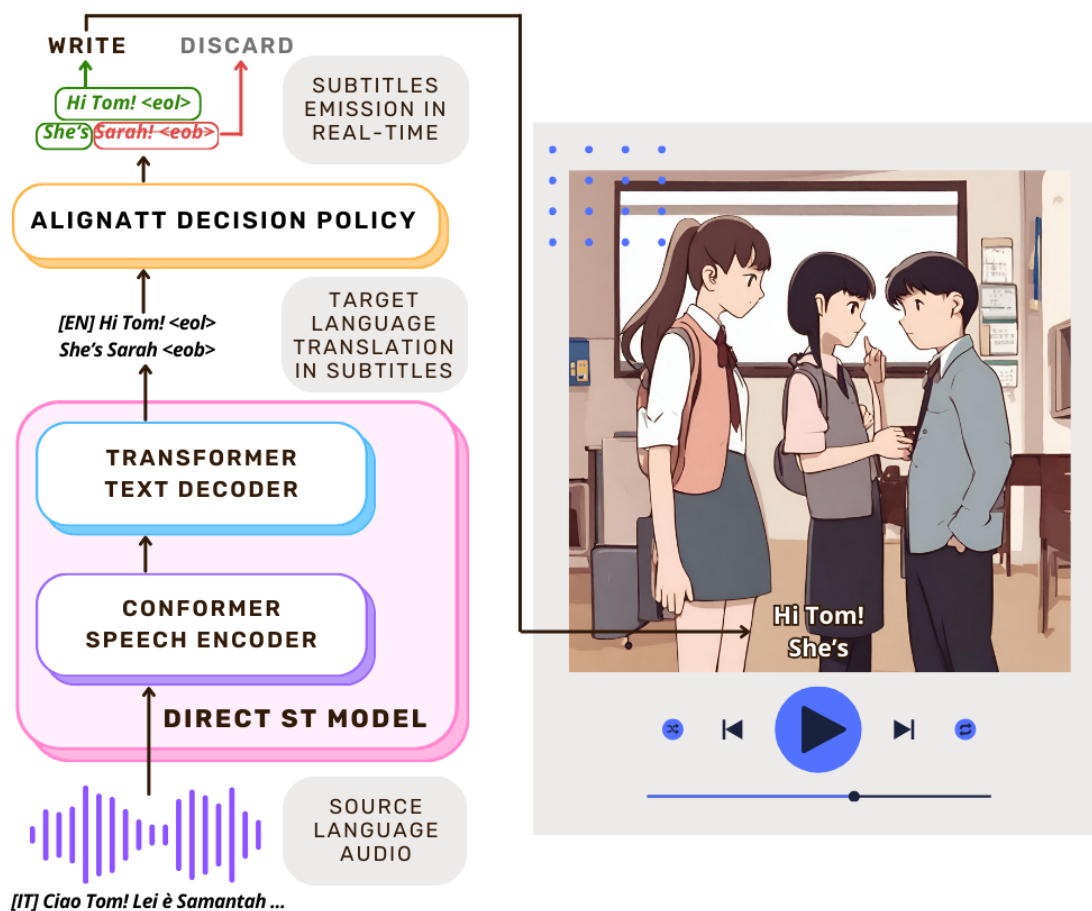 WRITE
DISCARD
Hi Tom! <eol>
She's Sarah! <eob>
SUBTITLES
EMISSION IN
REAL-TIME
ALIGNATT DECISION POLICY
[EN] Hi Tom! <eol>
She's Sarah <eob>
TARGET
LANGUAGE
TRANSLATION
IN SUBTITLES
TRANSFORMER
TEXT DECODER
CONFORMER
SPEECH ENCODER
DIRECT ST MODEL
SOURCE
LANGUAGE
AUDIO
[IT] Ciao Tom! Lei è Samantah ...
Hi Tom!
She's